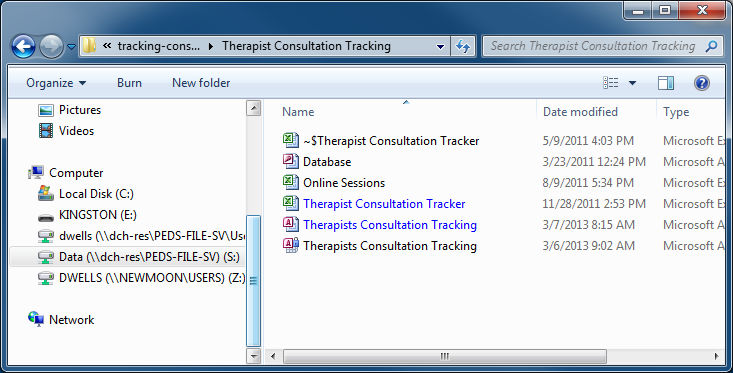 « tracking-cons... ▸ Therapist Consultation Tracking
Search Therapist Consultation Tracking
Organize Burn New folder
Pictures
Videos
Computer
Local Disk (C:)
KINGSTON (E:)
dwells (\\dch-res\PEDS-FILE-SV\Use
Data (\\dch-res\PEDS-FILE-SV) (S:)
DWELLS (\\NEWMOON\USERS) (Z:)
Network
Name Date modified Type
~$Therapist Consultation Tracker 5/9/2011 4:03 PM Microsoft Ex
Database 3/23/2011 12:24 PM Microsoft A
Online Sessions 8/9/2011 5:34 PM Microsoft Ex
Therapist Consultation Tracker 11/28/2011 2:53 PM Microsoft Ex
Therapists Consultation Tracking 3/7/2013 8:15 AM Microsoft A
Therapists Consultation Tracking 3/6/2013 9:02 AM Microsoft A